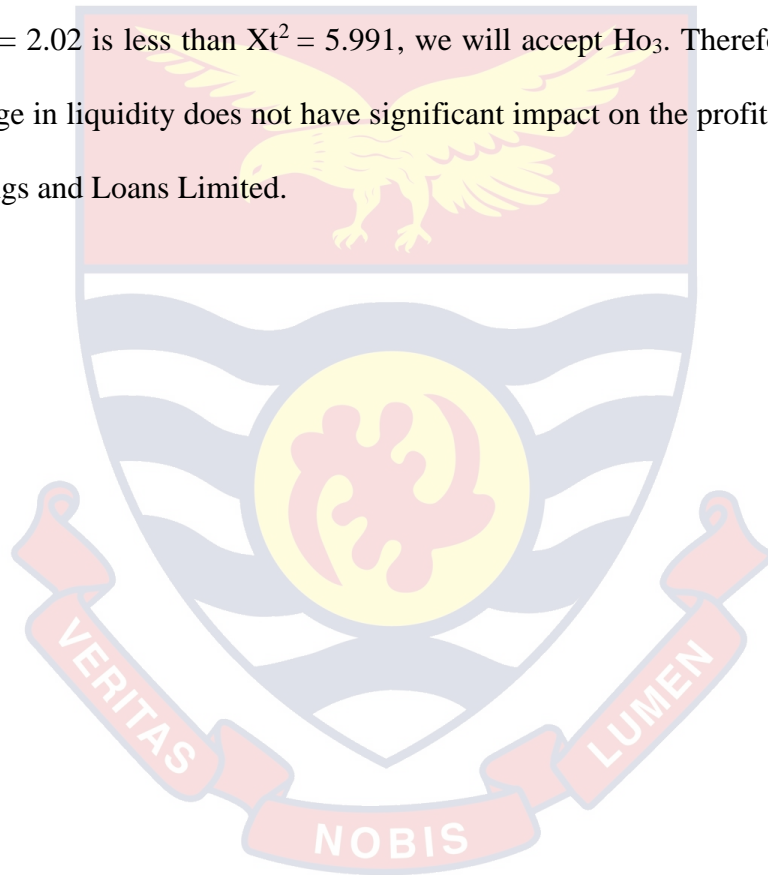 = 2.02 is less than Xt² = 5.991, we will accept Ho₃. Therefo
ge in liquidity does not have significant impact on the profit
gs and Loans Limited.
VERITAS
NOBIS
LUMEN